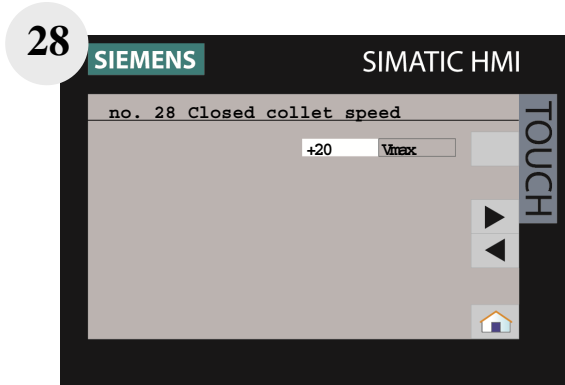 28
SIEMENS
SIMATIC HMI
TOUCH
no. 28 Closed collet speed
+20 Vmax